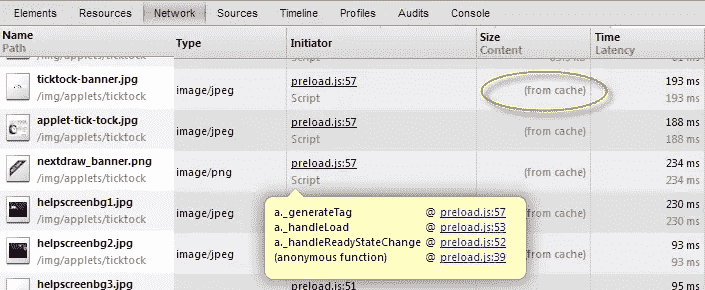 Elements Resources Network Sources Timeline Profiles Audits Console
Name Type Initiator Size Time
Path Content Latency
ticktock-banner.jpg image/jpeg preload.js:57 (from cache) 193 ms
/img/applets/ticktock Script 193 ms
applet-tick-tock.jpg image/jpeg preload.js:57 (from cache) 188 ms
/img/applets/ticktock Script 188 ms
nextdraw_banner.png image/png preload.js:57 (from cache) 234 ms
/img/applets/ticktock Script 234 ms
helpscreenbg1.jpg image/jpeg (from cache) 230 ms
/img/applets/ticktock 230 ms
helpscreenbg2.jpg image/jpeg (from cache) 93 ms
/img/applets/ticktock 93 ms
a._generateTag @ preload.js:57
a._handleLoad @ preload.js:53
a._handleReadyStateChange @ preload.js:52
(anonymous function) @ preload.js:39
helpscreenbg3.jpg preload.js:51 95 ms